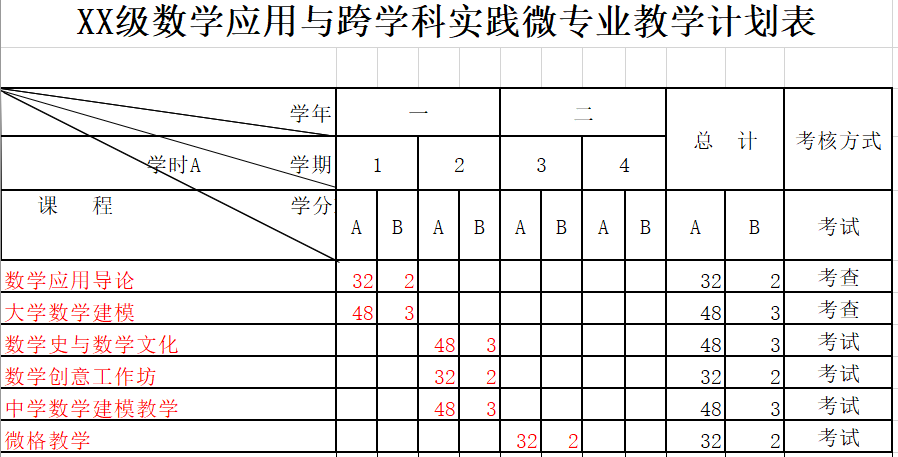 XX级数学应用与跨学科实践微专业教学计划表
学年 一 二 总 计 考核方式
学时A 学期 1 2 3 4
课 程 学分 A B A B A B A B A B 考试
数学应用导论 32 2 32 2 考查
大学数学建模 48 3 48 3 考查
数学史与数学文化 48 3 48 3 考试
数学创意工作坊 32 2 32 2 考试
中学数学建模教学 48 3 48 3 考试
微格教学 32 2 32 2 考试